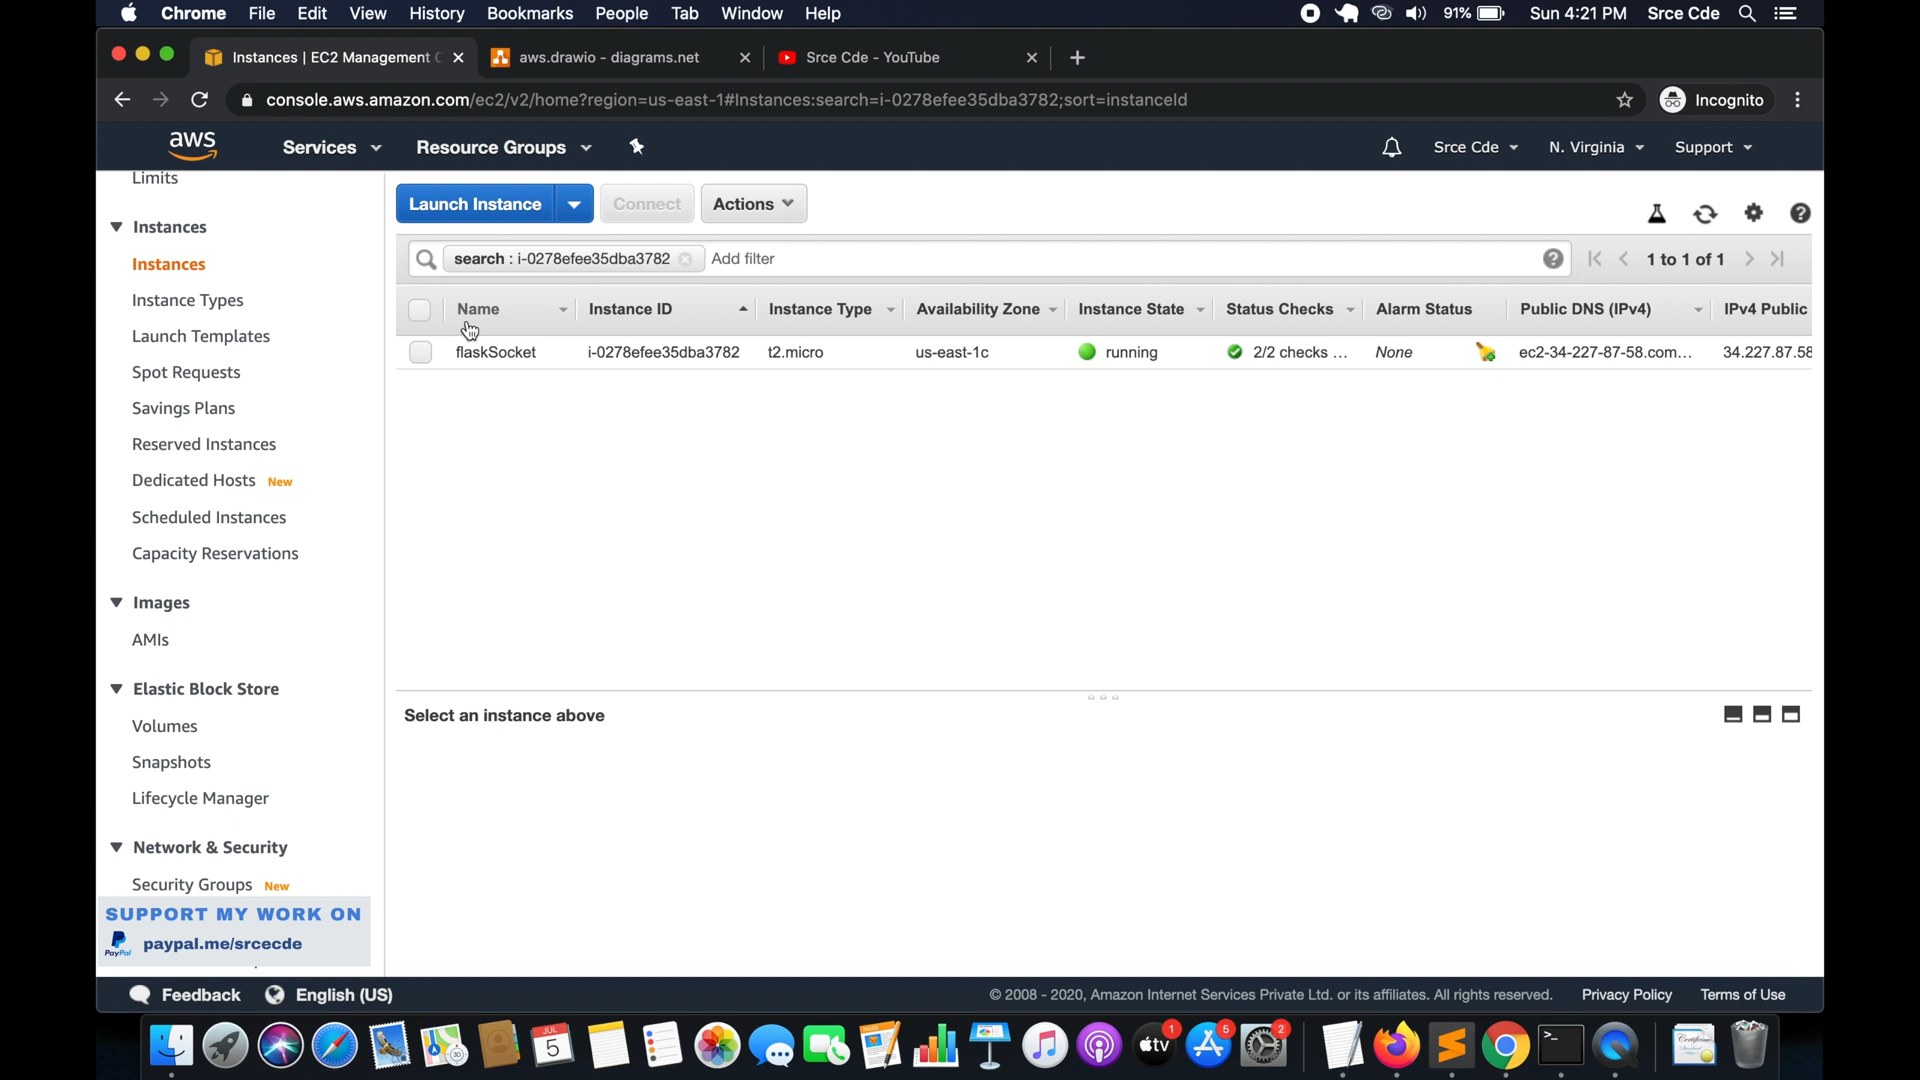 Chrome File Edit View History Bookmarks People Tab Window Help 91% Sun 4:21 PM Srce Cde
Instances | EC2 Management C aws.drawio - diagrams.net Srce Cde - YouTube
console.aws.amazon.com/ec2/v2/home?region=us-east-1#Instances:search=i-0278efee35dba3782;sort=instanceId Incognito
aws Services Resource Groups Srce Cde N. Virginia Support
Limits
Instances
Instances
Instance Types
Launch Templates
Spot Requests
Savings Plans
Reserved Instances
Dedicated Hosts New
Scheduled Instances
Capacity Reservations
Images
AMIs
Elastic Block Store
Volumes
Snapshots
Lifecycle Manager
Network & Security
Security Groups New
SUPPORT MY WORK ON
PayPal paypal.me/srcecde
Launch Instance Connect Actions
search : i-0278efee35dba3782 Add filter 1 to 1 of 1
Name Instance ID Instance Type Availability Zone Instance State Status Checks Alarm Status Public DNS (IPv4) IPv4 Public
flaskSocket i-0278efee35dba3782 t2.micro us-east-1c running 2/2 checks ... None ec2-34-227-87-58.com... 34.227.87.58
Select an instance above
Feedback English (US) © 2008 - 2020, Amazon Internet Services Private Ltd. or its affiliates. All rights reserved. Privacy Policy Terms of Use
JUL
5
tv
1
5
2